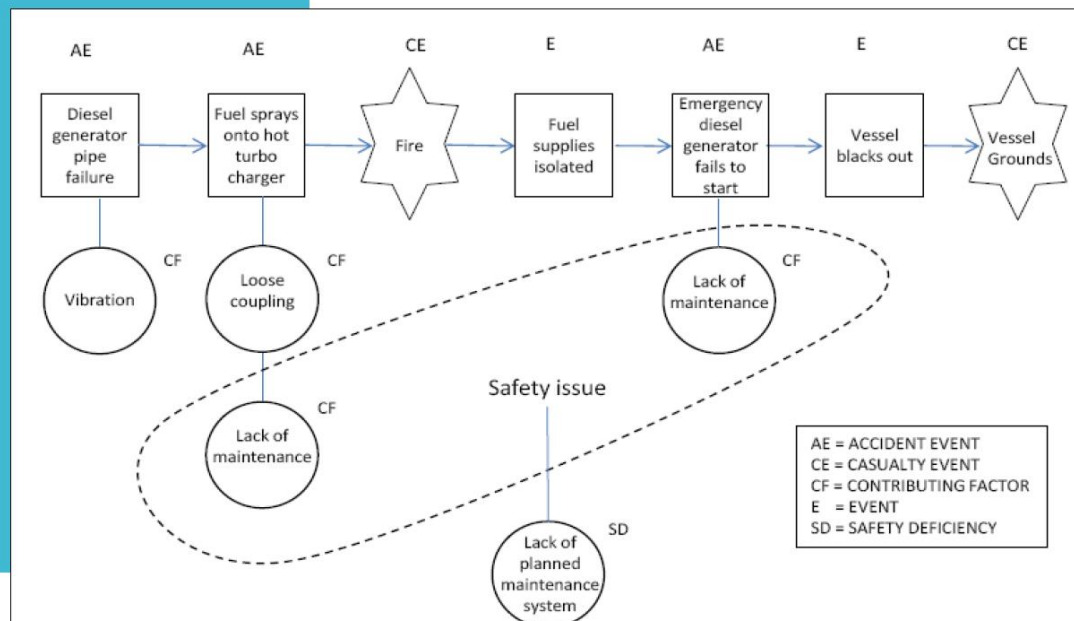 AE
AE
CE
E
AE
E
CE
Diesel
generator
pipe
failure
Fuel sprays
onto hot
turbo
charger
Fire
Fuel
supplies
isolated
Emergency
diesel
generator
fails to
start
Vessel
blacks out
Vessel
Grounds
Vibration
CF
Loose
coupling
CF
Lack of
maintenance
CF
Lack of
maintenance
CF
Safety issue
Lack of
planned
maintenance
system
SD
AE = ACCIDENT EVENT
CE = CASUALTY EVENT
CF = CONTRIBUTING FACTOR
E = EVENT
SD = SAFETY DEFICIENCY